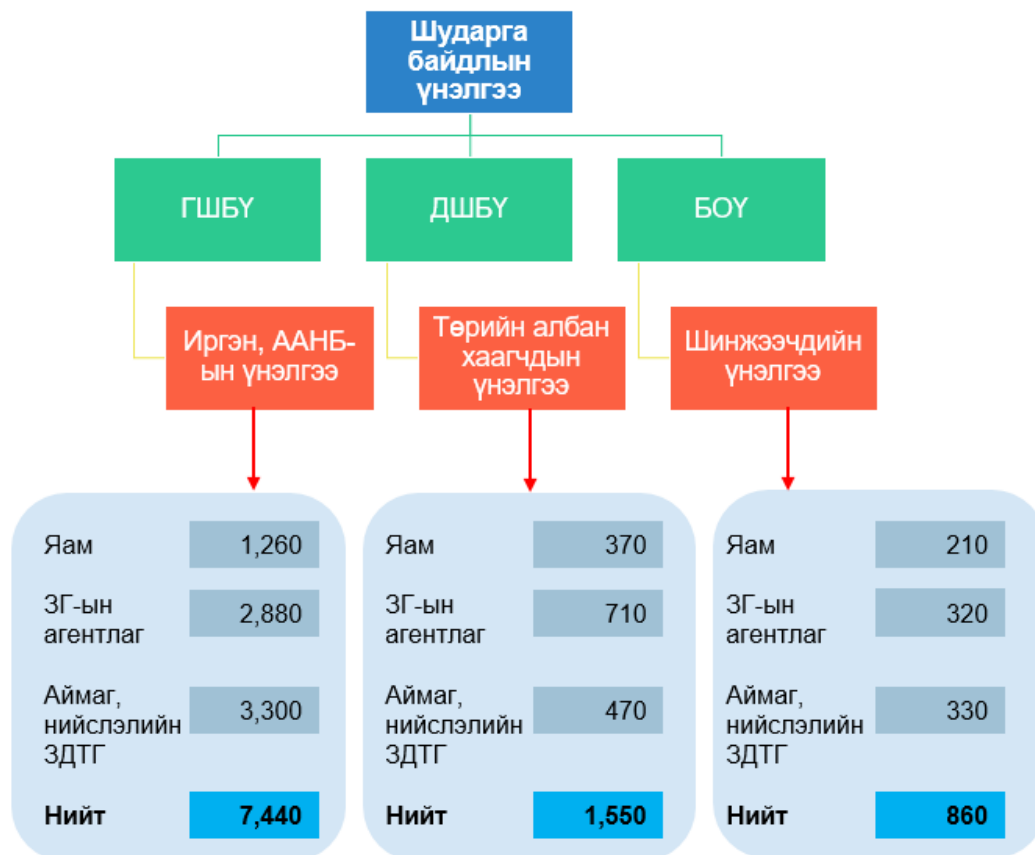 Шударга
байдлын
үнэлгээ
ГШБҮ
ДШБҮ
БОҮ
Иргэн, ААНБ-
ын үнэлгээ
Төрийн албан
хаагчдын
үнэлгээ
Шинжээчдийн
үнэлгээ
Яам 1,260
ЗГ-ын
агентлаг 2,880
Аймаг,
нийслэлийн 3,300
ЗДТГ
Нийт 7,440
Яам 370
ЗГ-ын
агентлаг 710
Аймаг,
нийслэлийн 470
ЗДТГ
Нийт 1,550
Яам 210
ЗГ-ын
агентлаг 320
Аймаг,
нийслэлийн 330
ЗДТГ
Нийт 860